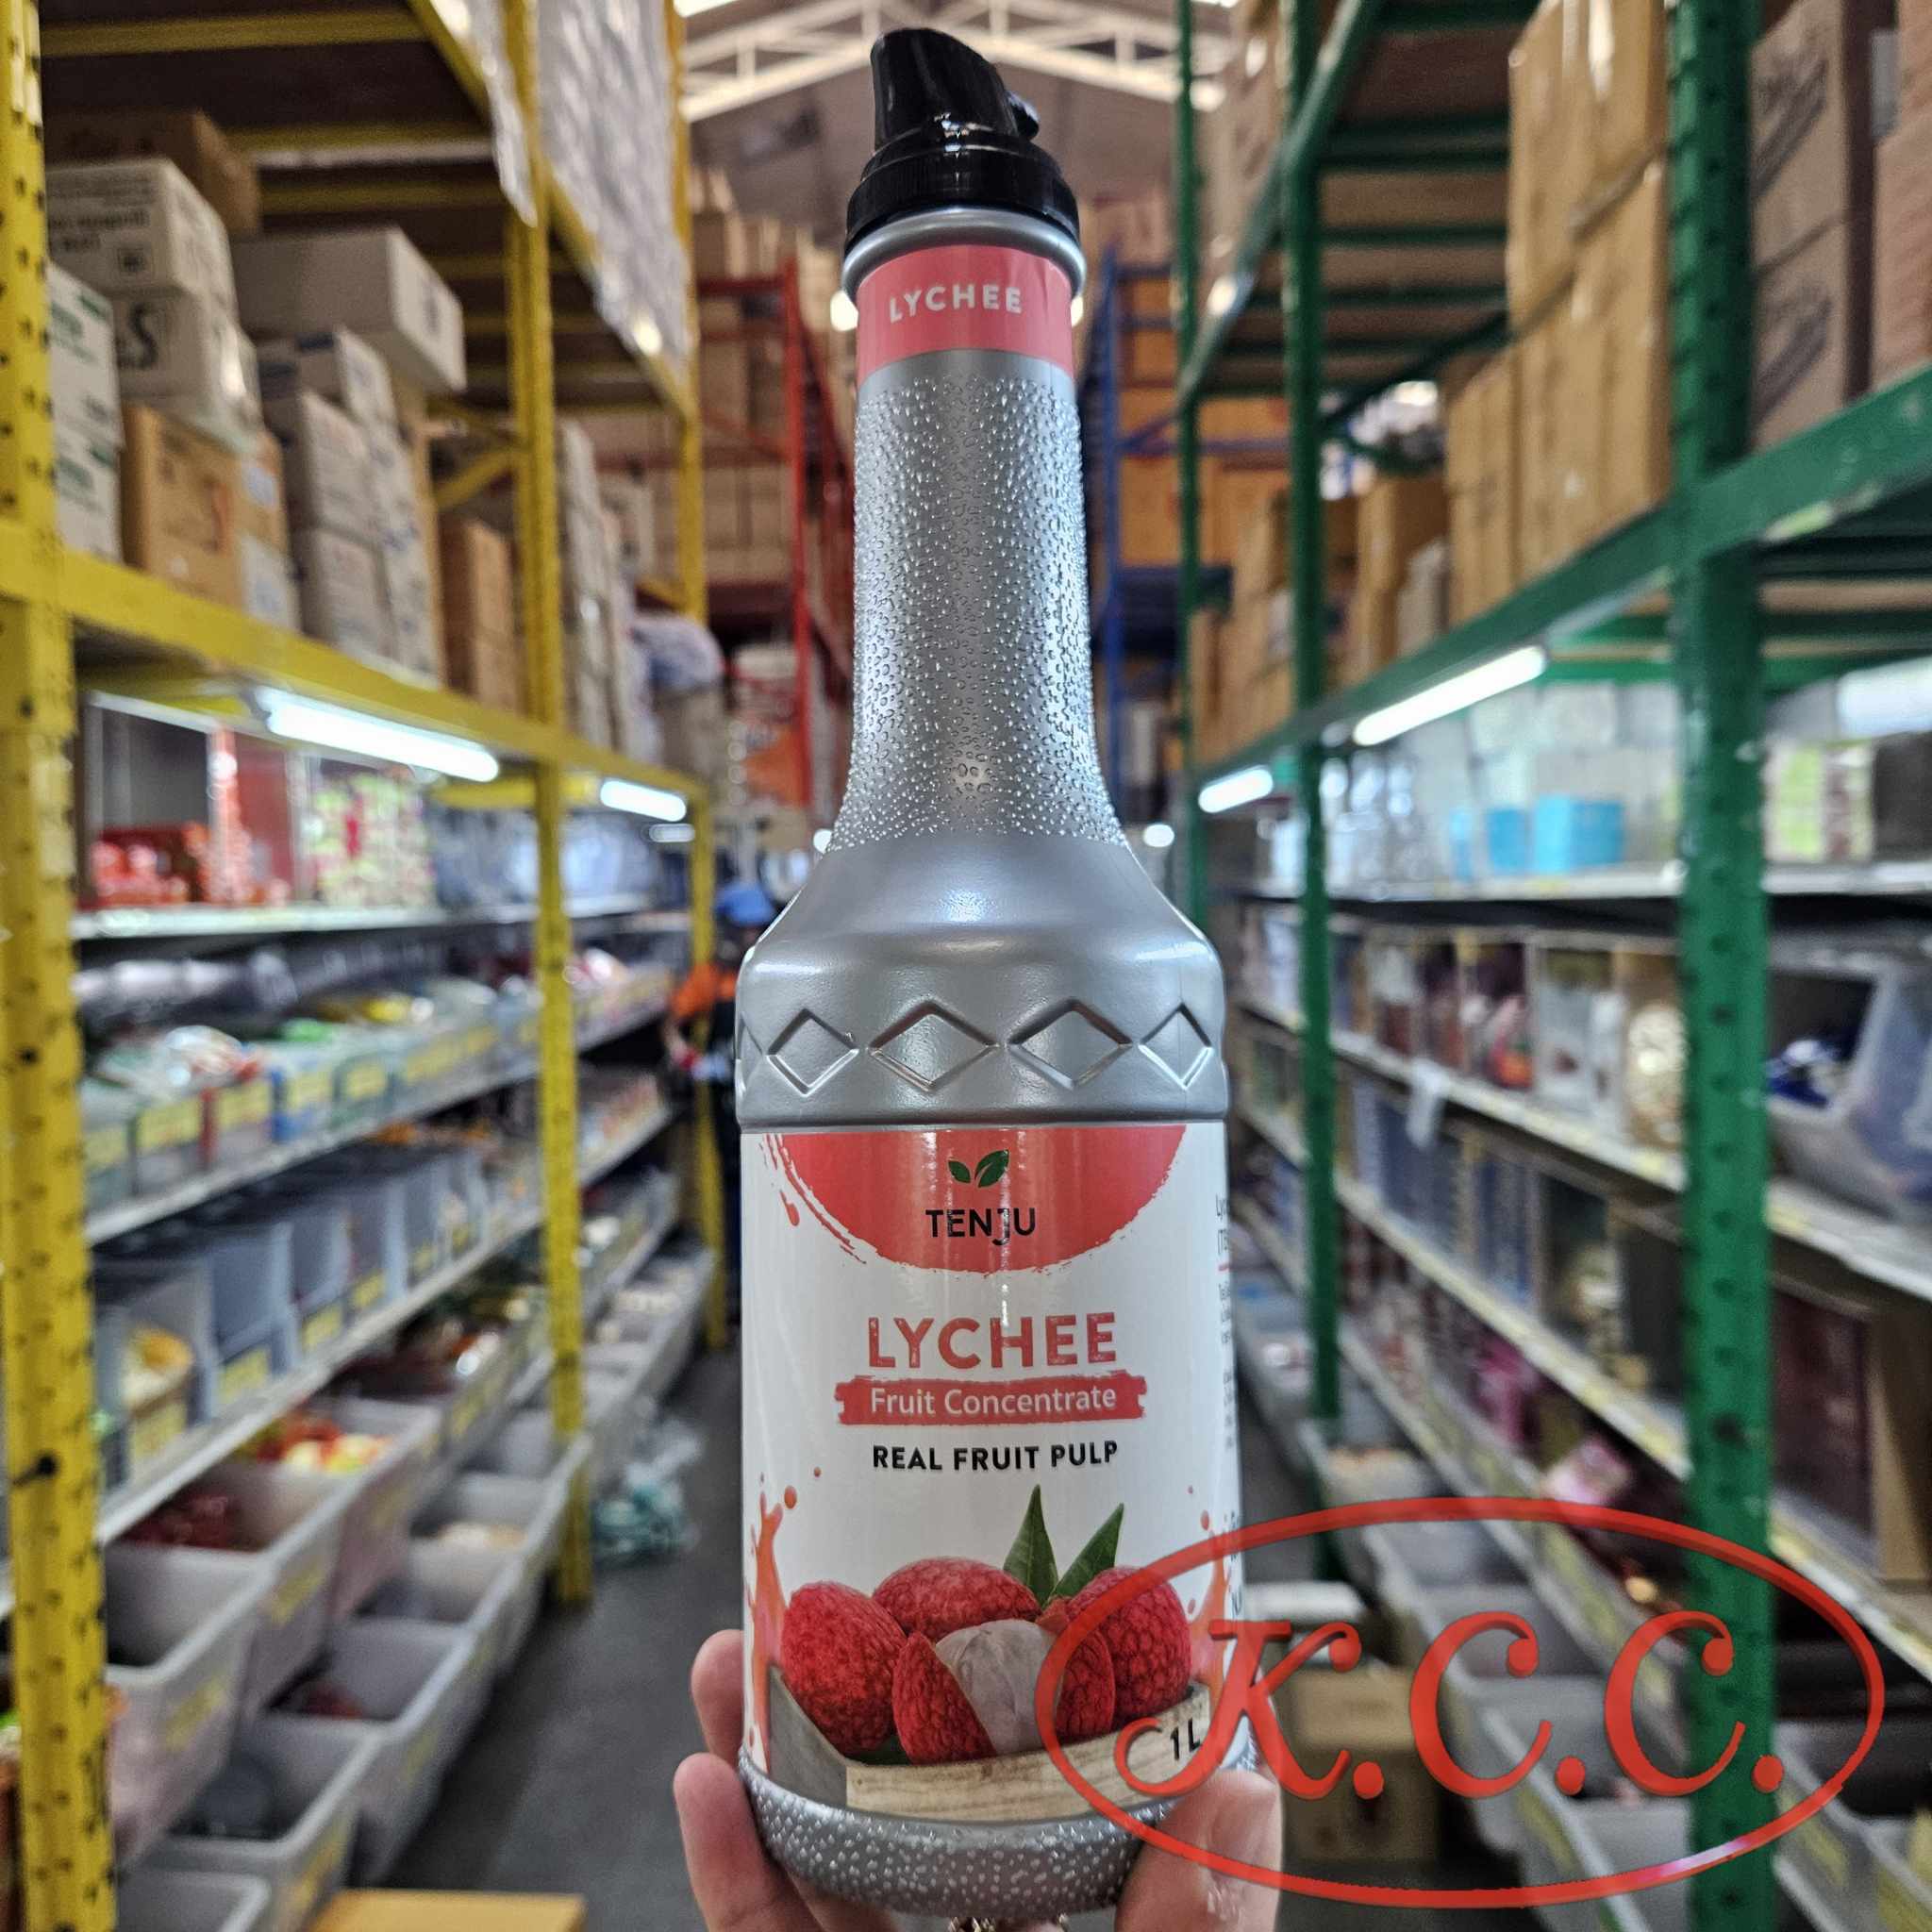 LYCHEE
TENJU
LYCHEE
Fruit Concentrate
REAL FRUIT PULP
1L
K.C.C.